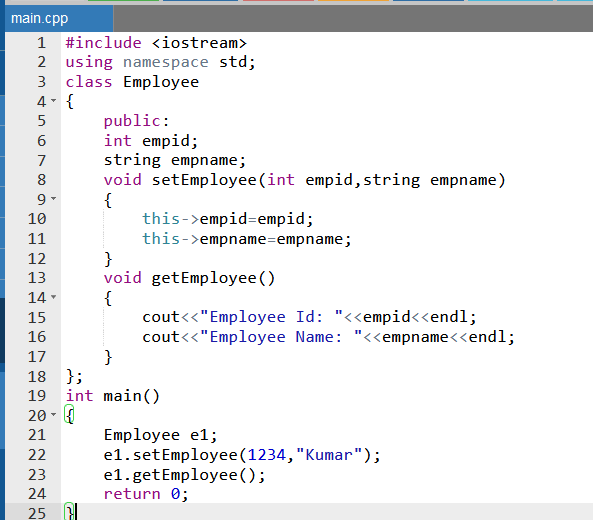 main.cpp
1 #include <iostream>
2 using namespace std;
3 class Employee
4 {
5     public:
6     int empid;
7     string empname;
8     void setEmployee(int empid,string empname)
9     {
10         this->empid=empid;
11         this->empname=empname;
12     }
13     void getEmployee()
14     {
15         cout<<"Employee Id: "<<empid<<endl;
16         cout<<"Employee Name: "<<empname<<endl;
17     }
18 };
19 int main()
20 {
21     Employee e1;
22     e1.setEmployee(1234,"Kumar");
23     e1.getEmployee();
24     return 0;
25 }